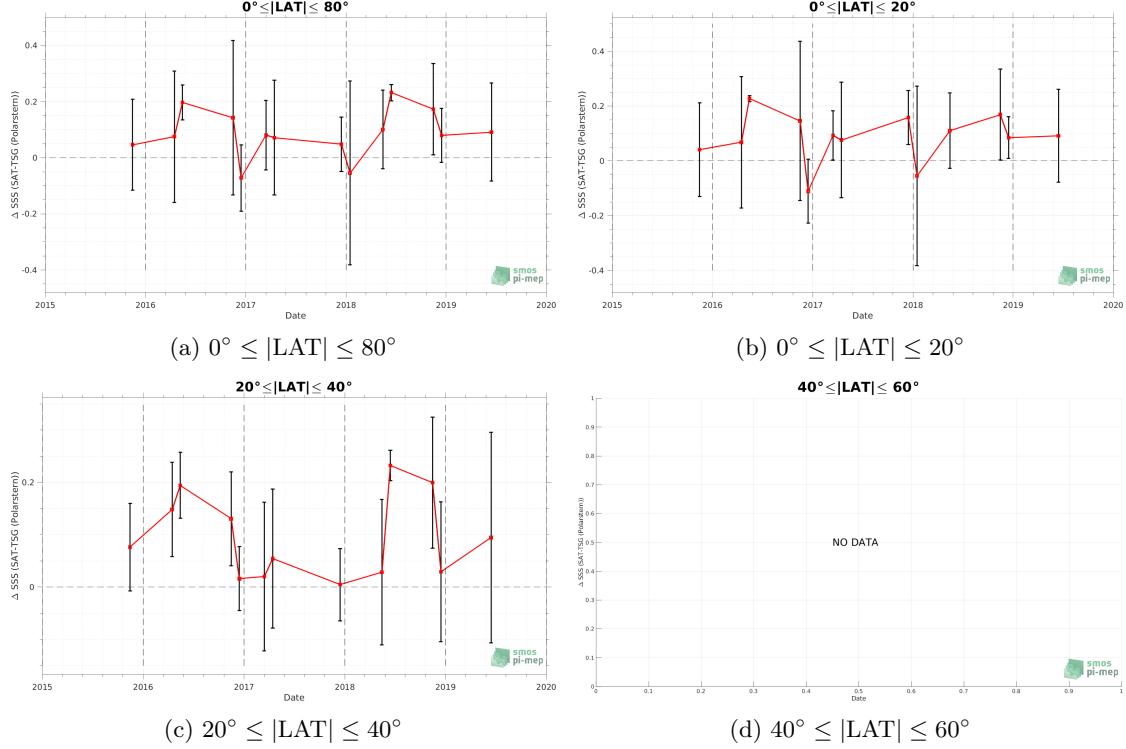 0°≤|LAT|≤ 80°
Δ SSS (SAT-TSG (Polarstern))
0.4
0.2
0
-0.2
-0.4
2015 2016 2017 2018 2019 2020
Date
smos
pi-mep
(a) 0° ≤ |LAT| ≤ 80°
0°≤|LAT|≤ 20°
Δ SSS (SAT-TSG (Polarstern))
0.4
0.2
0
-0.2
-0.4
2015 2016 2017 2018 2019 2020
Date
smos
pi-mep
(b) 0° ≤ |LAT| ≤ 20°
20°≤|LAT|≤ 40°
Δ SSS (SAT-TSG (Polarstern))
0.2
0
2015 2016 2017 2018 2019 2020
Date
smos
pi-mep
(c) 20° ≤ |LAT| ≤ 40°
40°≤|LAT|≤ 60°
Δ SSS (SAT-TSG (Polarstern))
1
0.9
0.8
0.7
0.6
0.5
0.4
0.3
0.2
0.1
0
NO DATA
0 0.1 0.2 0.3 0.4 0.5 0.6 0.7 0.8 0.9 1
Date
smos
pi-mep
(d) 40° ≤ |LAT| ≤ 60°